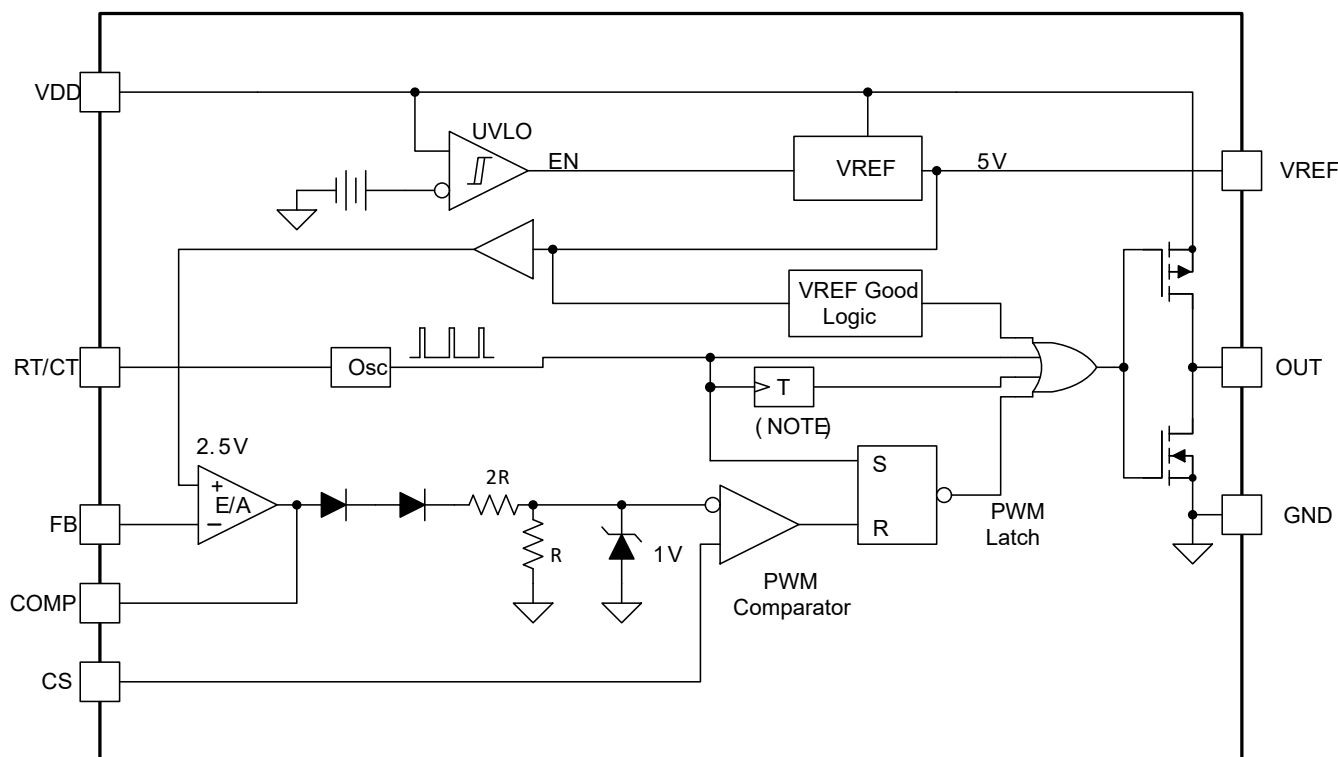 VDD
UVLO
EN
VREF
5V
VREF
VREF Good
Logic
RT/CT
Osc
T
(NOTE)
OUT
2.5V
+
E/A
−
FB
2R
R
1V
S
R
PWM
Latch
GND
COMP
PWM
Comparator
CS